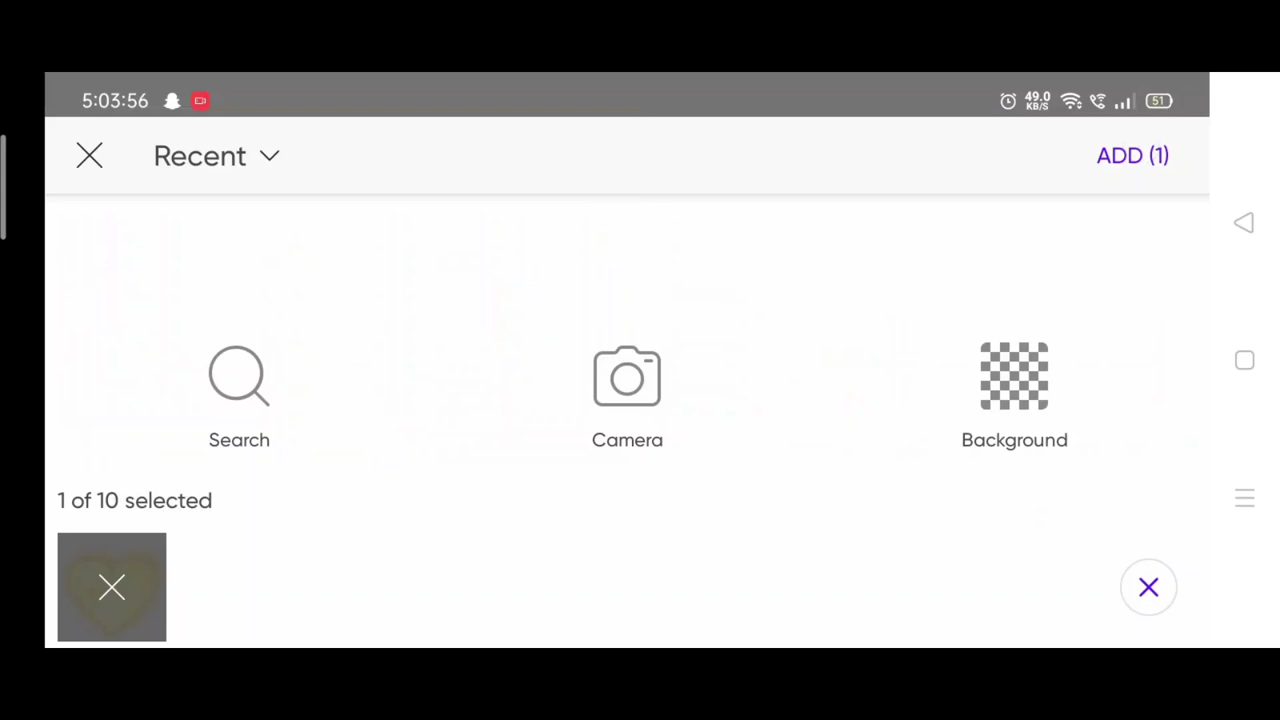 5:03:56 49.0 KB/S 51
Recent ADD (1)
Search Camera Background
1 of 10 selected